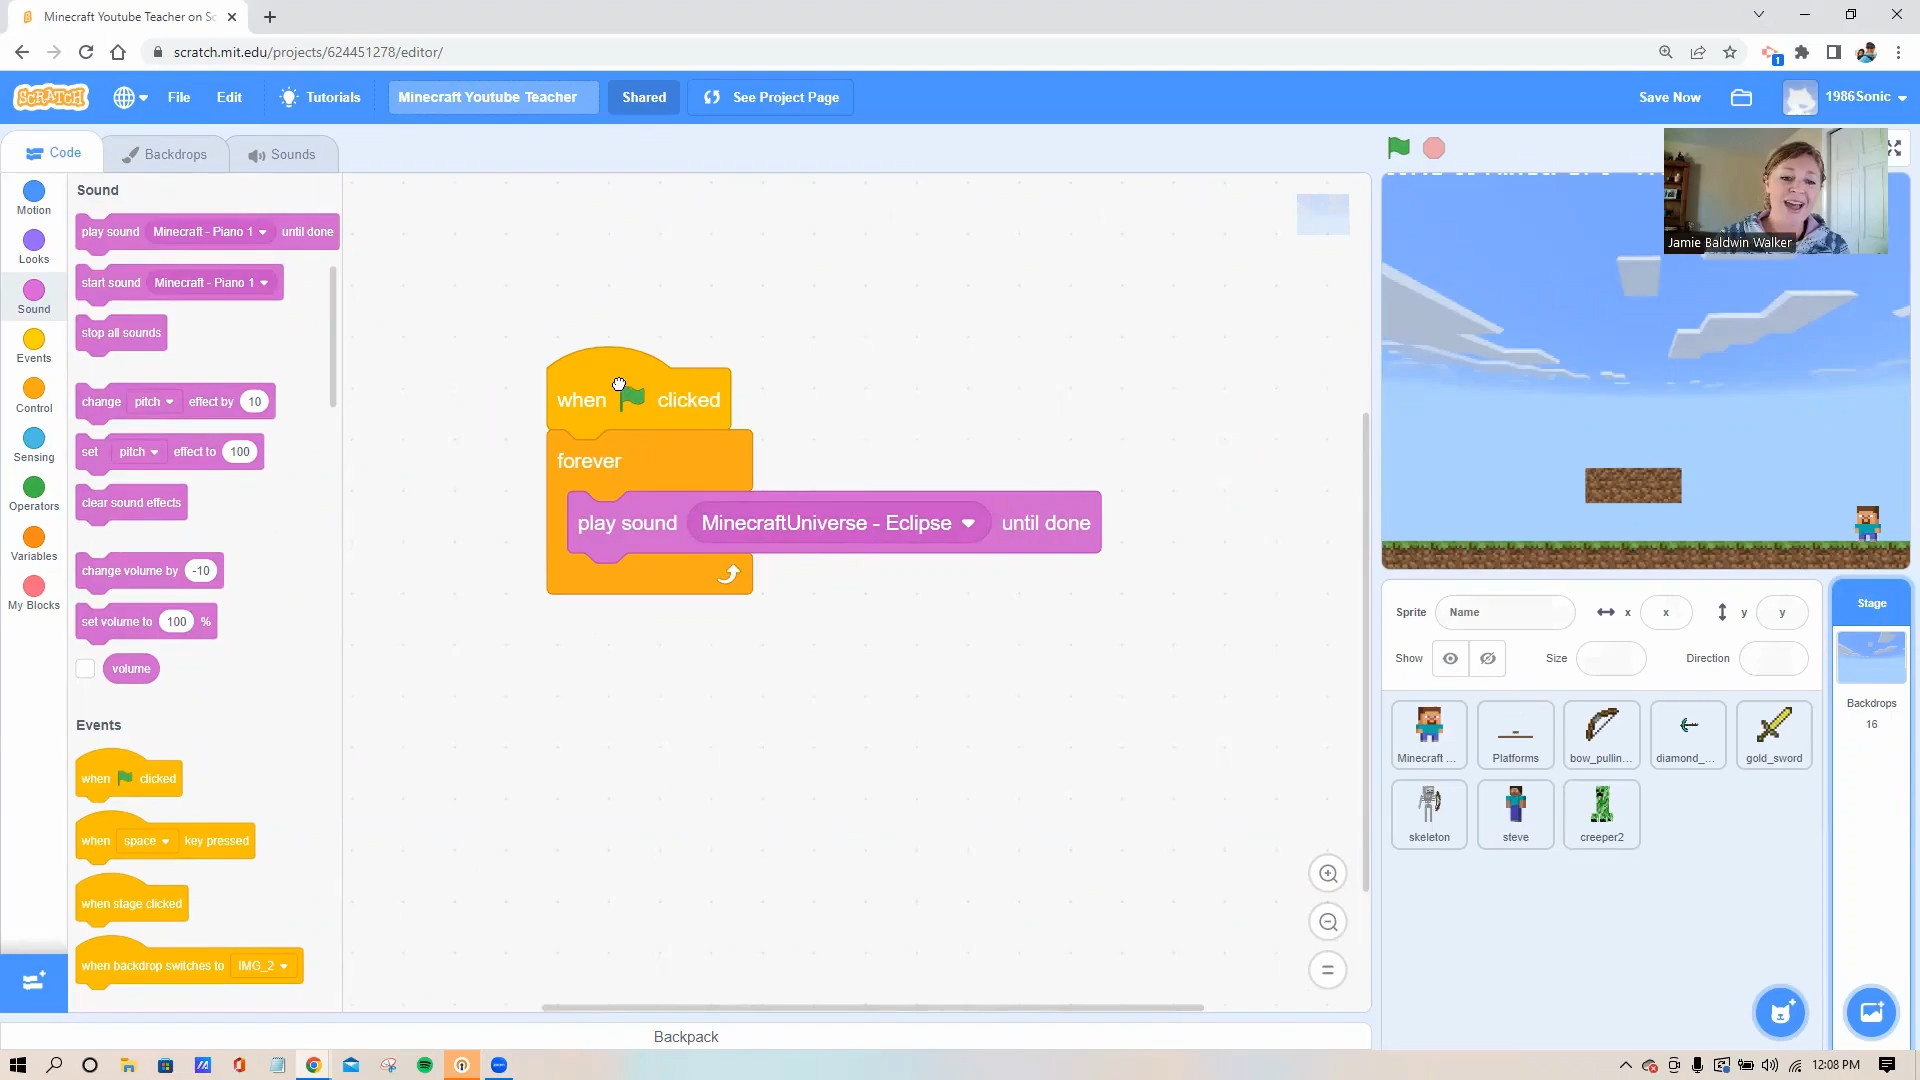 Minecraft Youtube Teacher on Sc
scratch.mit.edu/projects/624451278/editor/
1
SCRATCH
File
Edit
Tutorials
Minecraft Youtube Teacher
Shared
See Project Page
Save Now
1986Sonic
Code
Backdrops
Sounds
Motion
Looks
Sound
Events
Control
Sensing
Operators
Variables
My Blocks
Sound
play sound Minecraft - Piano 1 until done
start sound Minecraft - Piano 1
stop all sounds
change pitch effect by 10
set pitch effect to 100
clear sound effects
change volume by -10
set volume to 100 %
volume
Events
when clicked
when space key pressed
when stage clicked
when backdrop switches to IMG_2
when clicked
forever
play sound MinecraftUniverse - Eclipse until done
Backpack
Jamie Baldwin Walker
Sprite Name x x y y
Show Size Direction
Minecraft ...
Platforms
bow_pullin...
diamond_...
gold_sword
skeleton
steve
creeper2
Stage
Backdrops
16
12:08 PM